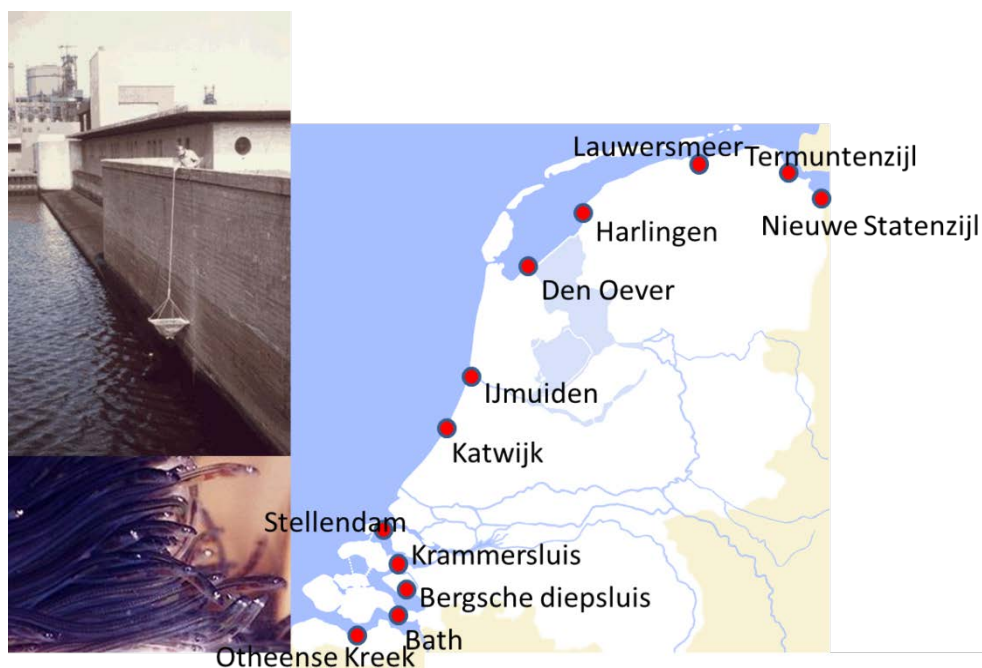 Lauwersmeer
Termuntenzijl
Harlingen
Nieuwe Statenzijl
Den Oever
IJmuiden
Katwijk
Stellendam
Krammersluis
Bergsche diepsluis
Bath
Otheense Kreek